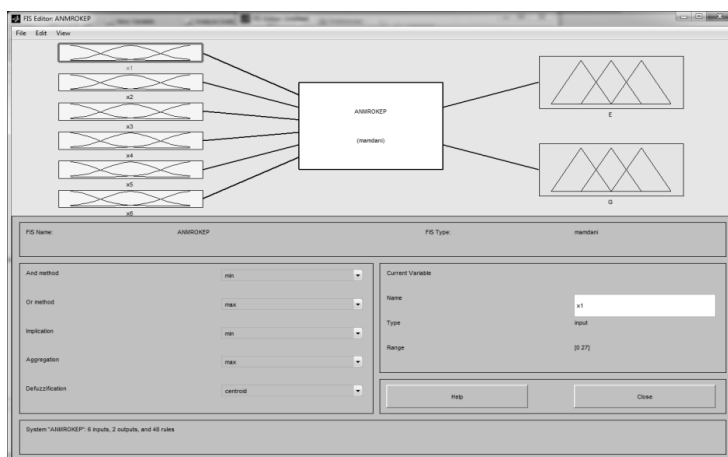 FIS Editor: ANMROKEP
File Edit View
x1
x2
x3
x4
x5
x6
ANMROKEP
(mamdani)
E
G
FIS Name: ANMROKEP FIS Type: mamdani
And method min
Or method max
Implication min
Aggregation max
Defuzzification centroid
Current Variable
Name x1
Type input
Range [0 27]
Help Close
System "ANMROKEP": 6 inputs, 2 outputs, and 48 rules